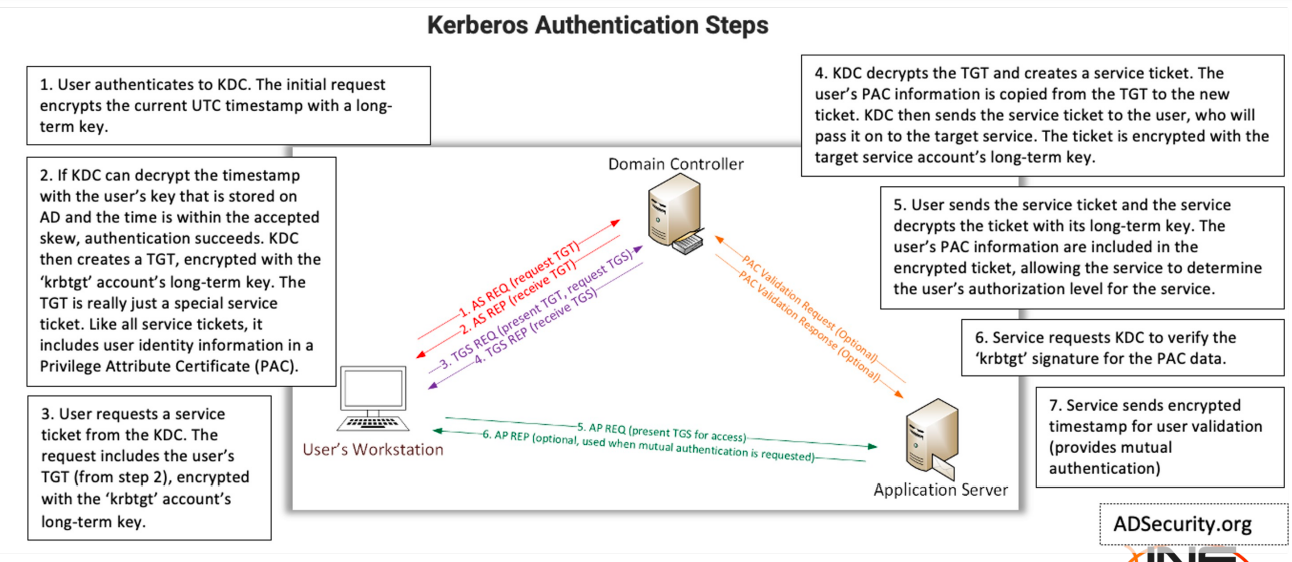 Kerberos Authentication Steps
1. User authenticates to KDC. The initial request
encrypts the current UTC timestamp with a long-
term key.
2. If KDC can decrypt the timestamp
with the user's key that is stored on
AD and the time is within the accepted
skew, authentication succeeds. KDC
then creates a TGT, encrypted with the
'krbtgt' account's long-term key. The
TGT is really just a special service
ticket. Like all service tickets, it
includes user identity information in a
Privilege Attribute Certificate (PAC).
3. User requests a service
ticket from the KDC. The
request includes the user's
TGT (from step 2), encrypted
with the 'krbtgt' account's
long-term key.
Domain Controller
1. AS REQ (request TGT)
2. AS REP (receive TGT)
3. TGS REQ (present TGT, request TGS)
4. TGS REP (receive TGS)
PAC Validation Request (Optional)
PAC Validation Response (Optional)
User's Workstation
5. AP REQ (present TGS for access)
6. AP REP (optional, used when mutual authentication is requested)
Application Server
4. KDC decrypts the TGT and creates a service ticket. The
user's PAC information is copied from the TGT to the new
ticket. KDC then sends the service ticket to the user, who will
pass it on to the target service. The ticket is encrypted with the
target service account's long-term key.
5. User sends the service ticket and the service
decrypts the ticket with its long-term key. The
user's PAC information are included in the
encrypted ticket, allowing the service to determine
the user's authorization level for the service.
6. Service requests KDC to verify the
'krbtgt' signature for the PAC data.
7. Service sends encrypted
timestamp for user validation
(provides mutual
authentication)
ADSecurity.org